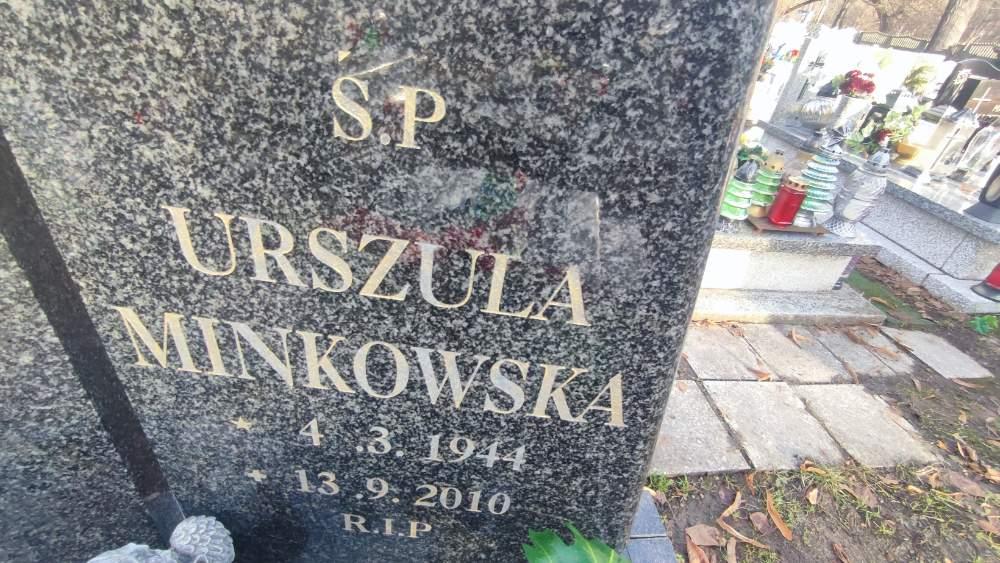 Ś.P
URSZULA
MINKOWSKA
* 4 .3. 1944
+ 13 .9. 2010
R.I.P